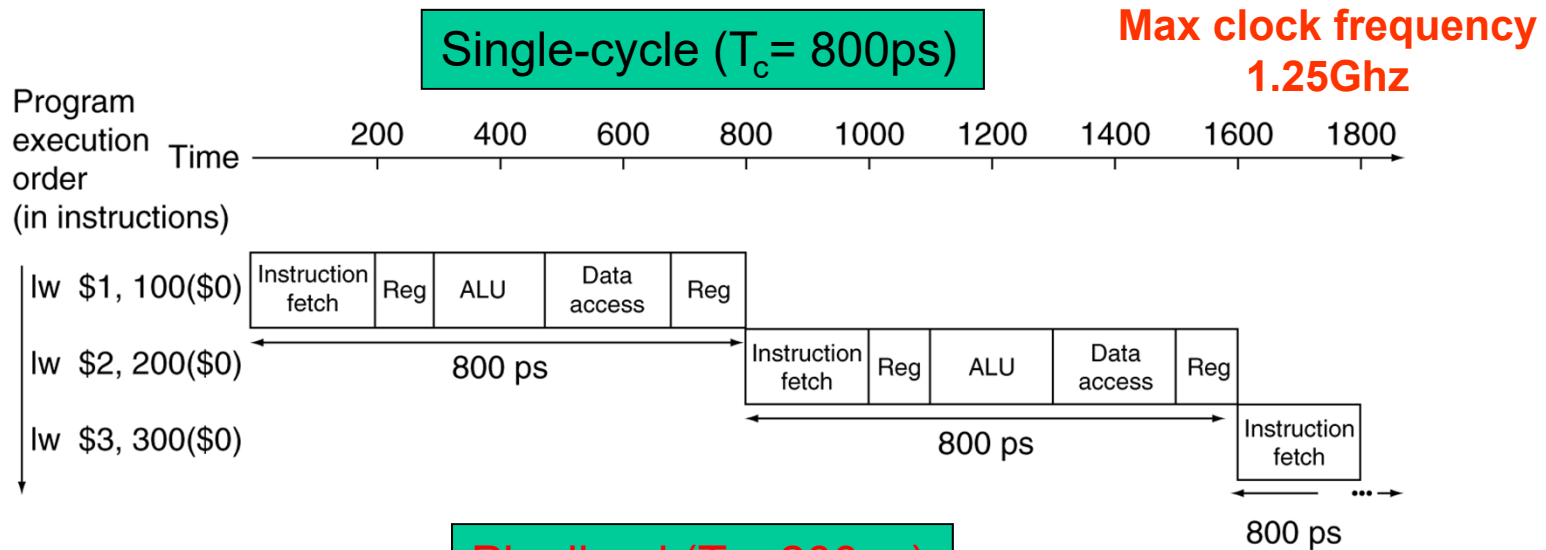 Single-cycle (Tc= 800ps)
Max clock frequency
1.25Ghz
Program
execution
order
(in instructions)
Time
200 400 600 800 1000 1200 1400 1600 1800
lw $1, 100($0)
Instruction
fetch
Reg
ALU
Data
access
Reg
800 ps
lw $2, 200($0)
Instruction
fetch
Reg
ALU
Data
access
Reg
800 ps
lw $3, 300($0)
Instruction
fetch
...
800 ps